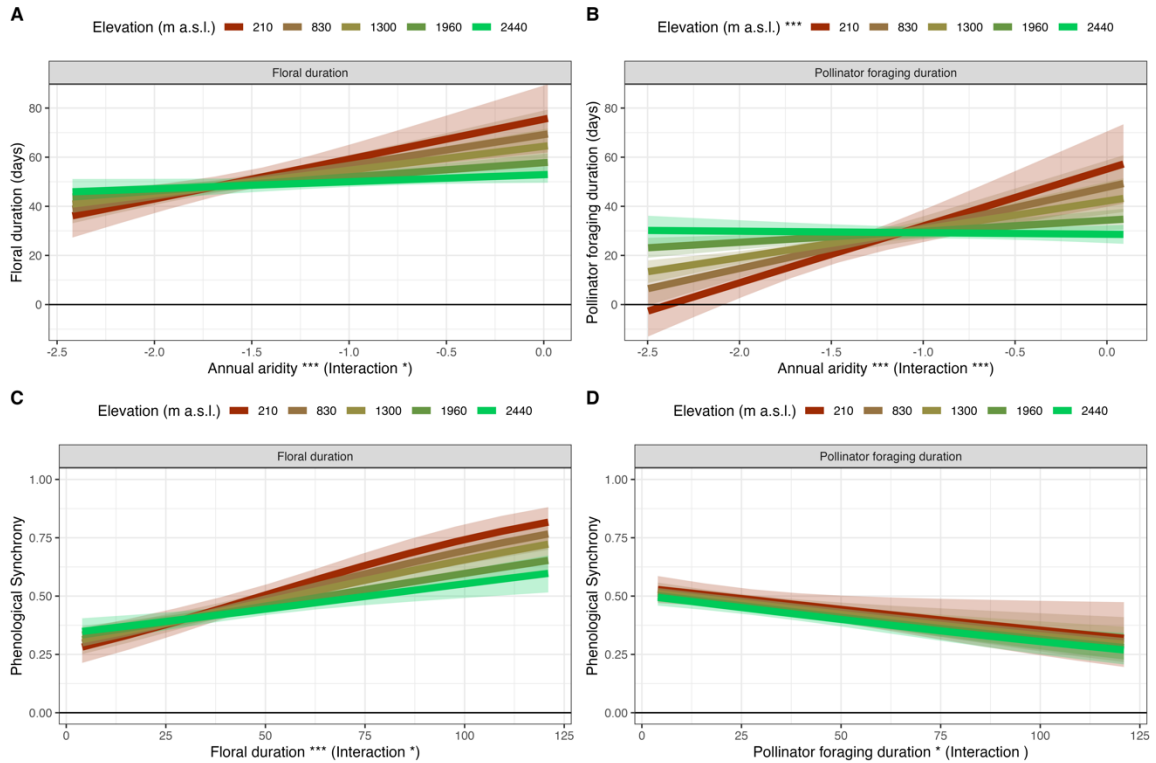 A
Elevation (m a.s.l.) 210 830 1300 1960 2440
Floral duration
Floral duration (days)
80
60
40
20
0
-2.5 -2.0 -1.5 -1.0 -0.5 0.0
Annual aridity *** (Interaction *)
B
Elevation (m a.s.l.) *** 210 830 1300 1960 2440
Pollinator foraging duration
Pollinator foraging duration (days)
80
60
40
20
0
-2.5 -2.0 -1.5 -1.0 -0.5 0.0
Annual aridity *** (Interaction ***)
C
Elevation (m a.s.l.) 210 830 1300 1960 2440
Floral duration
Phenological Synchrony
1.00
0.75
0.50
0.25
0.00
0 25 50 75 100 125
Floral duration *** (Interaction *)
D
Elevation (m a.s.l.) 210 830 1300 1960 2440
Pollinator foraging duration
Phenological Synchrony
1.00
0.75
0.50
0.25
0.00
0 25 50 75 100 125
Pollinator foraging duration * (Interaction )